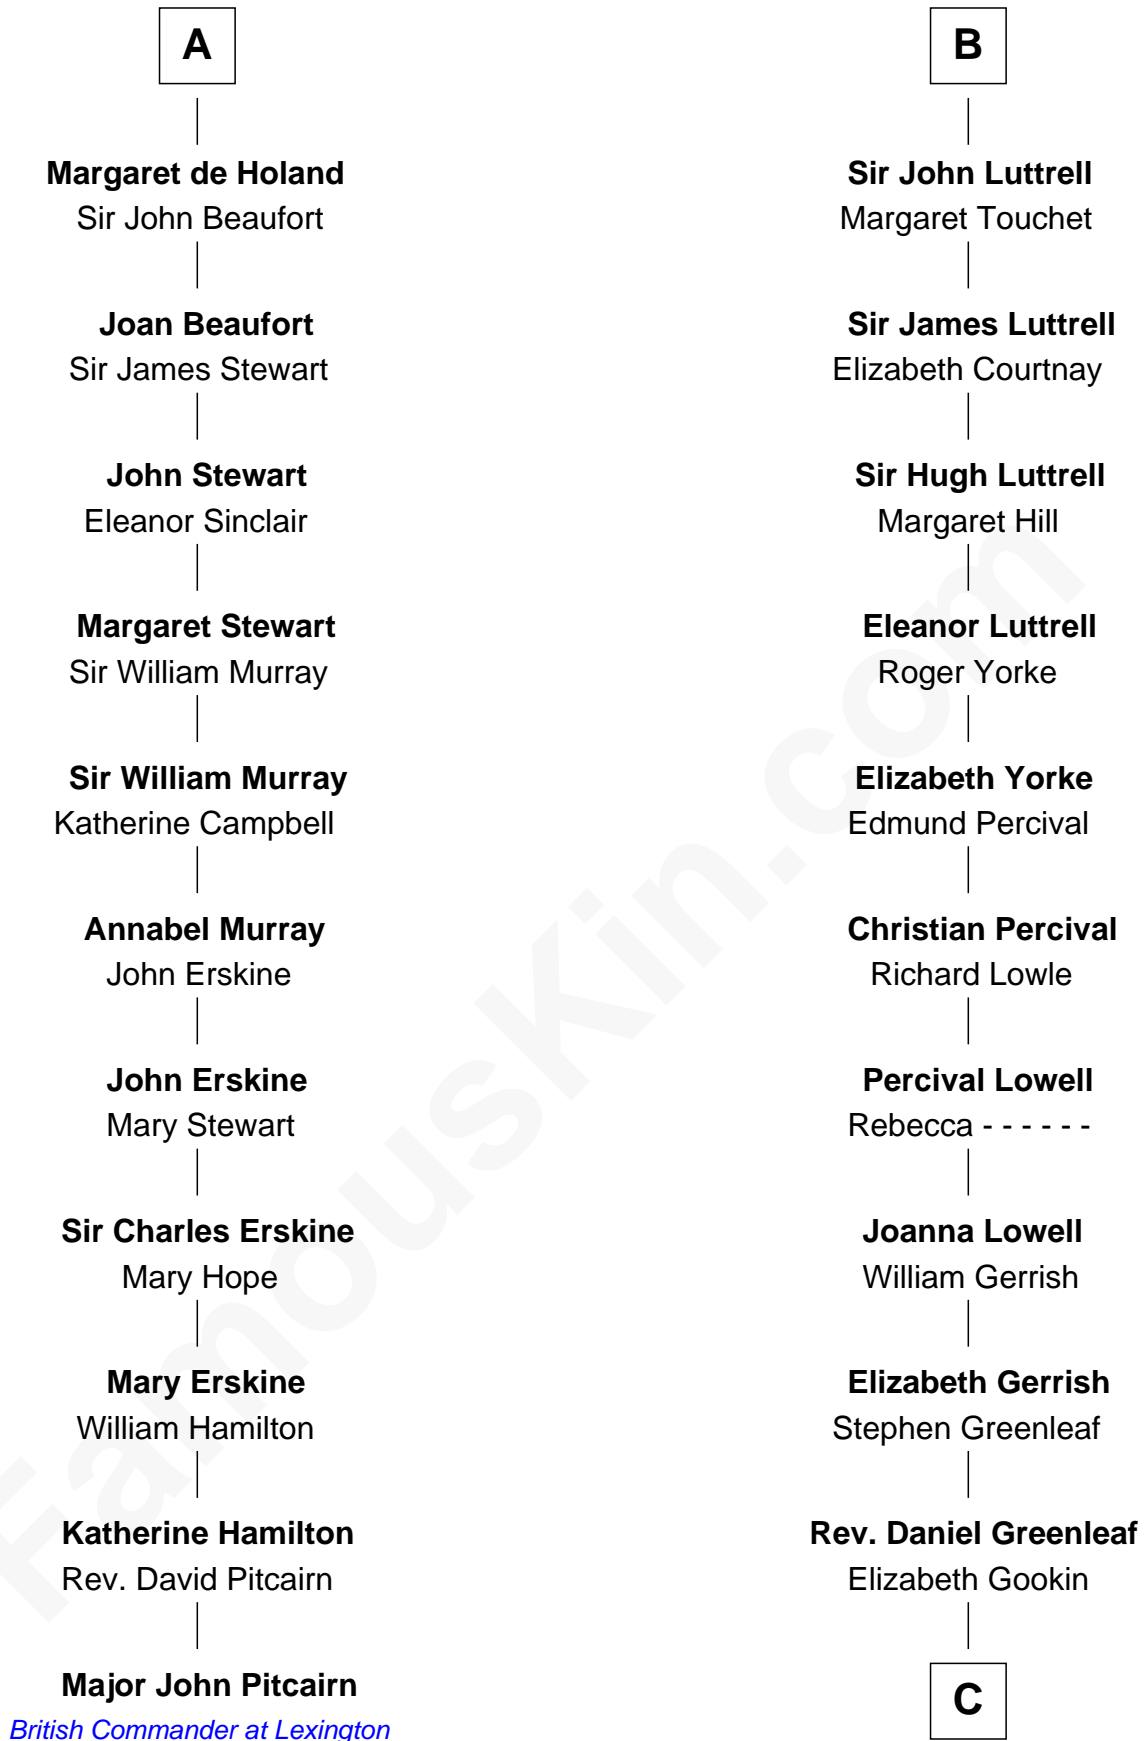 A
Margaret de Holand
Sir John Beaufort
Joan Beaufort
Sir James Stewart
John Stewart
Eleanor Sinclair
Margaret Stewart
Sir William Murray
Sir William Murray
Katherine Campbell
Annabel Murray
John Erskine
John Erskine
Mary Stewart
Sir Charles Erskine
Mary Hope
Mary Erskine
William Hamilton
Katherine Hamilton
Rev. David Pitcairn
Major John Pitcairn
British Commander at Lexington
B
Sir John Luttrell
Margaret Touchet
Sir James Luttrell
Elizabeth Courtnay
Sir Hugh Luttrell
Margaret Hill
Eleanor Luttrell
Roger Yorke
Elizabeth Yorke
Edmund Percival
Christian Percival
Richard Lowle
Percival Lowell
Rebecca - - - - - -
Joanna Lowell
William Gerrish
Elizabeth Gerrish
Stephen Greenleaf
Rev. Daniel Greenleaf
Elizabeth Gookin
C
FamousKin.com